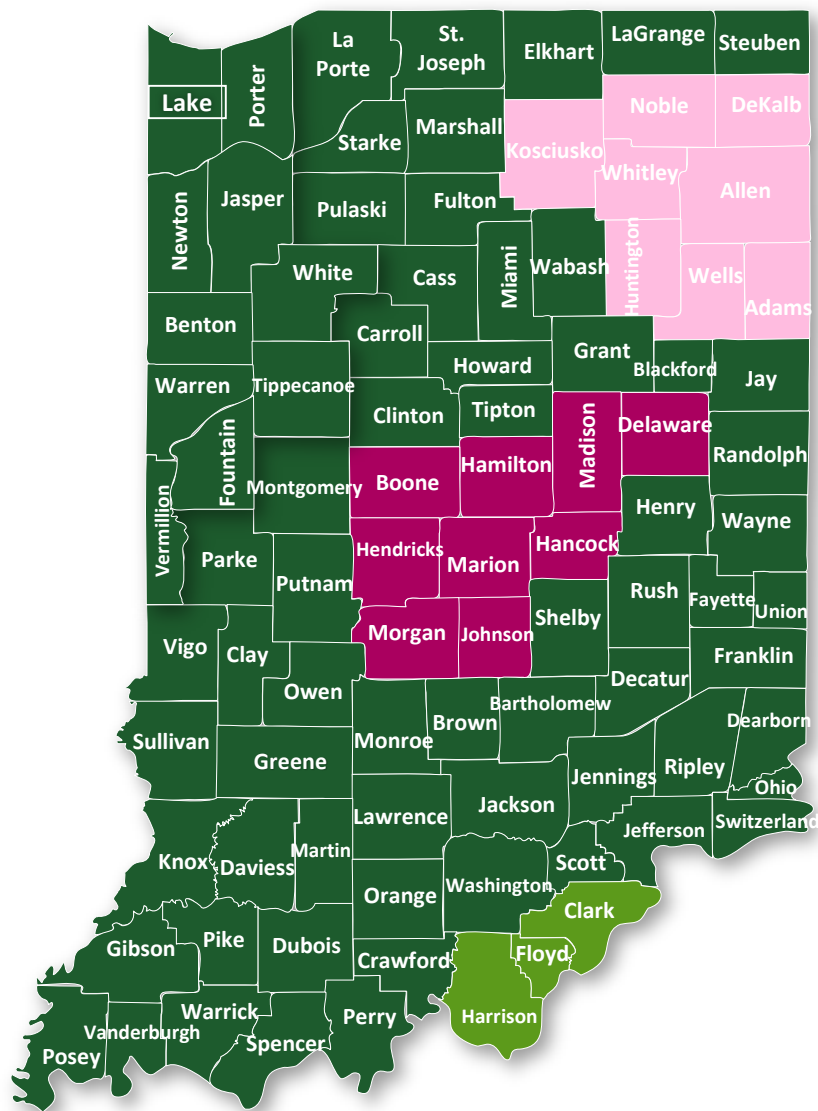 La
Porte
St.
Joseph
Elkhart
LaGrange
Steuben
Lake
Porter
Starke
Marshall
Kosciusko
Noble
DeKalb
Whitley
Allen
Newton
Jasper
Pulaski
Fulton
White
Cass
Miami
Wabash
Huntington
Wells
Adams
Benton
Carroll
Howard
Grant
Blackford
Jay
Warren
Tippecanoe
Clinton
Tipton
Madison
Delaware
Randolph
Fountain
Montgomery
Boone
Hamilton
Henry
Wayne
Vermillion
Parke
Putnam
Hendricks
Marion
Hancock
Rush
Fayette
Union
Vigo
Clay
Owen
Morgan
Johnson
Shelby
Decatur
Franklin
Sullivan
Greene
Monroe
Brown
Bartholomew
Jennings
Ripley
Dearborn
Ohio
Switzerland
Knox
Daviess
Martin
Lawrence
Jackson
Jefferson
Scott
Washington
Orange
Clark
Gibson
Pike
Dubois
Crawford
Floyd
Harrison
Posey
Vanderburgh
Warrick
Spencer
Perry